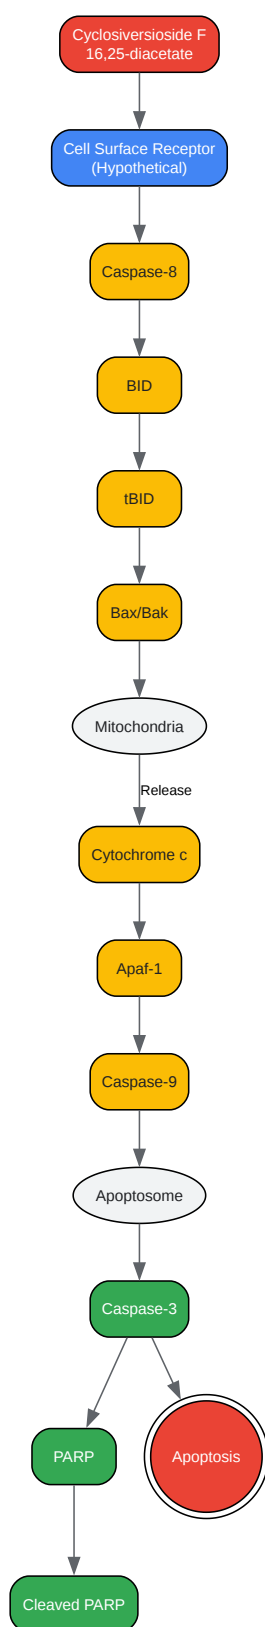 Cyclosiversioside F
16,25-diacetate
Cell Surface Receptor
(Hypothetical)
Caspase-8
BID
tBID
Bax/Bak
Mitochondria
Release
Cytochrome c
Apaf-1
Caspase-9
Apoptosome
Caspase-3
PARP
Apoptosis
Cleaved PARP